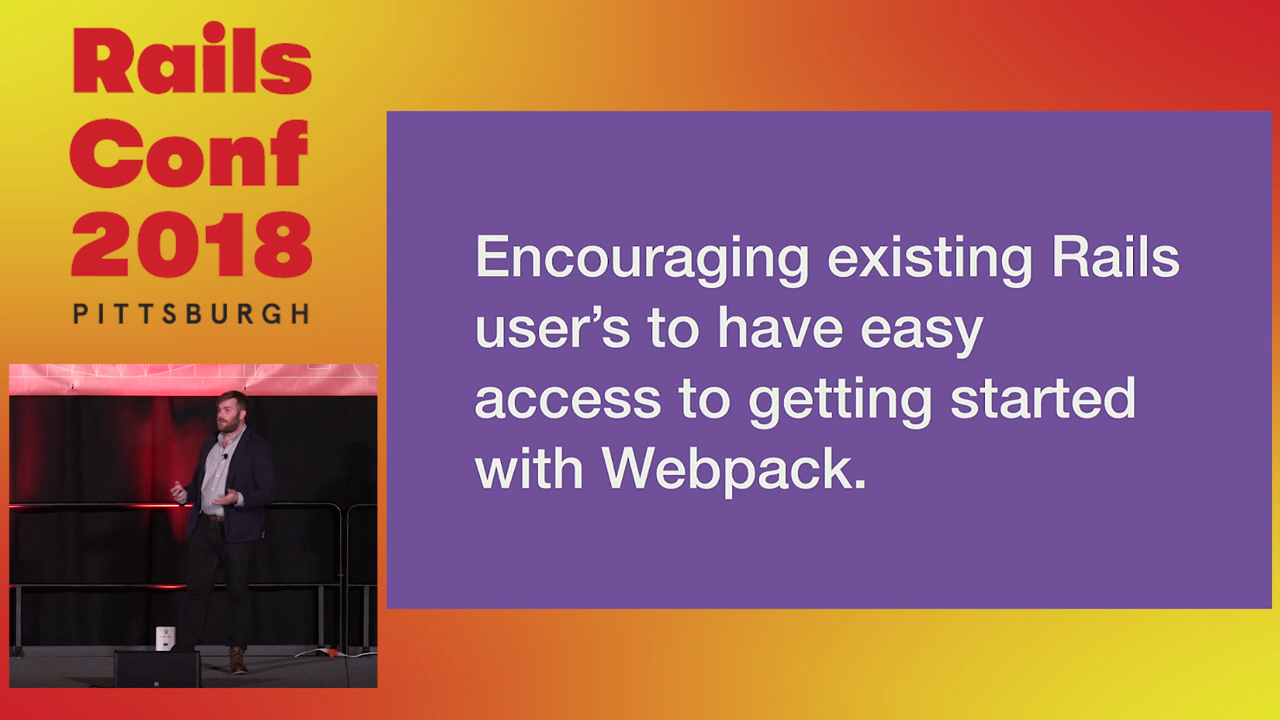 Rails
Conf
2018
PITTSBURGH
Encouraging existing Rails
user’s to have easy
access to getting started
with Webpack.